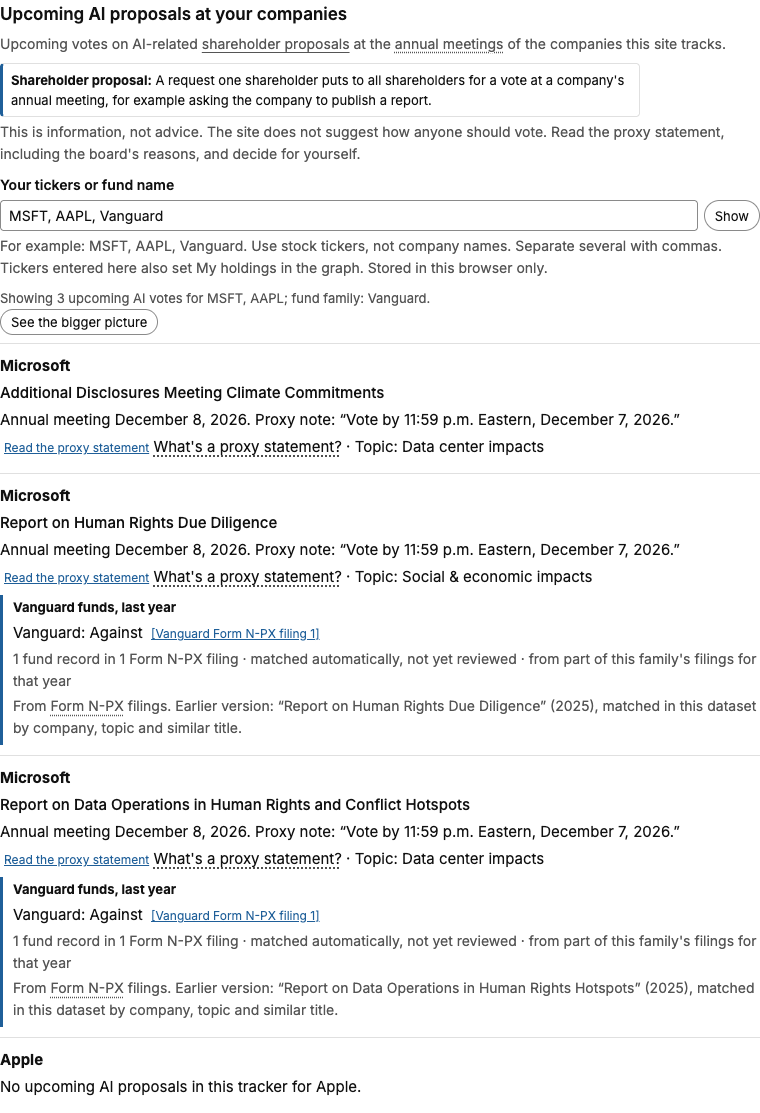 Upcoming AI proposals at your companies
Upcoming votes on AI-related shareholder proposals at the annual meetings of the companies this site tracks.
Shareholder proposal: A request one shareholder puts to all shareholders for a vote at a company's
annual meeting, for example asking the company to publish a report.
This is information, not advice. The site does not suggest how anyone should vote. Read the proxy statement,
including the board's reasons, and decide for yourself.
Your tickers or fund name
MSFT, AAPL, Vanguard
Show
For example: MSFT, AAPL, Vanguard. Use stock tickers, not company names. Separate several with commas.
Tickers entered here also set My holdings in the graph. Stored in this browser only.
Showing 3 upcoming AI votes for MSFT, AAPL; fund family: Vanguard.
See the bigger picture
Microsoft
Additional Disclosures Meeting Climate Commitments
Annual meeting December 8, 2026. Proxy note: “Vote by 11:59 p.m. Eastern, December 7, 2026.”
Read the proxy statement What's a proxy statement? · Topic: Data center impacts
Microsoft
Report on Human Rights Due Diligence
Annual meeting December 8, 2026. Proxy note: “Vote by 11:59 p.m. Eastern, December 7, 2026.”
Read the proxy statement What's a proxy statement? · Topic: Social & economic impacts
Vanguard funds, last year
Vanguard: Against [Vanguard Form N-PX filing 1]
1 fund record in 1 Form N-PX filing · matched automatically, not yet reviewed · from part of this family's filings for
that year
From Form N-PX filings. Earlier version: “Report on Human Rights Due Diligence” (2025), matched in this dataset
by company, topic and similar title.
Microsoft
Report on Data Operations in Human Rights and Conflict Hotspots
Annual meeting December 8, 2026. Proxy note: “Vote by 11:59 p.m. Eastern, December 7, 2026.”
Read the proxy statement What's a proxy statement? · Topic: Data center impacts
Vanguard funds, last year
Vanguard: Against [Vanguard Form N-PX filing 1]
1 fund record in 1 Form N-PX filing · matched automatically, not yet reviewed · from part of this family's filings for
that year
From Form N-PX filings. Earlier version: “Report on Data Operations in Human Rights Hotspots” (2025), matched
in this dataset by company, topic and similar title.
Apple
No upcoming AI proposals in this tracker for Apple.